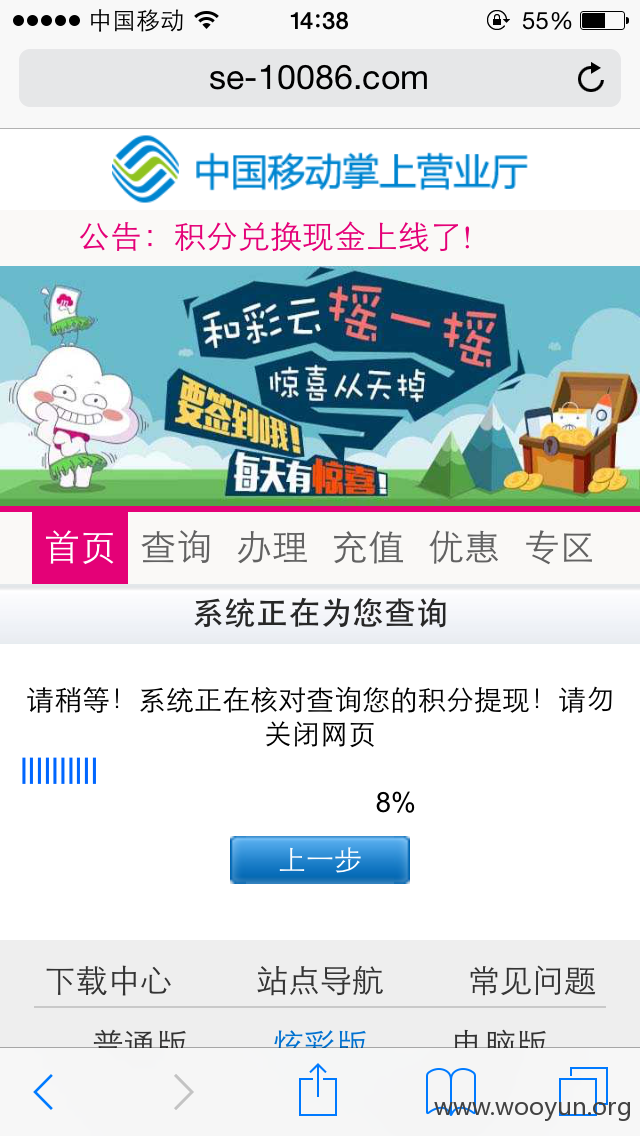 中国移动 14:38 55%
se-10086.com
中国移动掌上营业厅
公告：积分兑换现金上线了!
和彩云摇一摇
惊喜从天掉
要签到哦!
每天有惊喜!
首页 查询 办理 充值 优惠 专区
系统正在为您查询
请稍等！系统正在核对查询您的积分提现！请勿
关闭网页
8%
上一步
下载中心 站点导航 常见问题
普通版 炫彩版 电脑版
www.wooyun.org